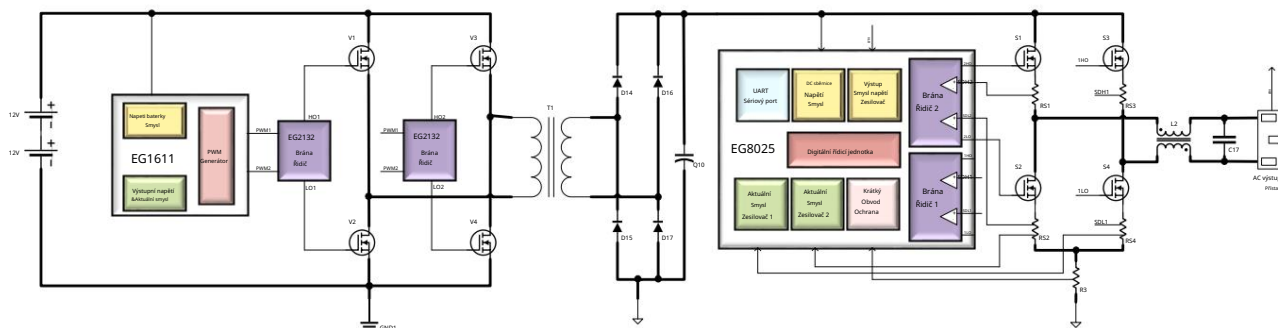 12V
12V
Napeti baterky
Smysl
EG1611
PWM
Generátor
Výstupní napětí
&Aktuální smysl
PWM1
PWM2
HO1
EG2132
Brána
Řidič
LO1
V1
V2
PWM1
PWM2
HO2
EG2132
Brána
Řidič
LO2
V3
V4
GND1
T1
D14
D16
D15
D17
Q10
UART
Sériový port
DC sběrnice
Napětí
Smysl
Výstup
Smysl napětí
Zesilovač
Brána
Řidič 2
EG8025
Digitální řídicí jednotka
Aktuální
Smysl
Zesilovač 1
Aktuální
Smysl
Zesilovač 2
Krátký
Obvod
Ochrana
Brána
Řidič 1
S1
RS1
S2
RS2
S3
1HO
SDH1
RS3
S4
1LO
SDL1
RS4
R3
L2
C17
AC výstup